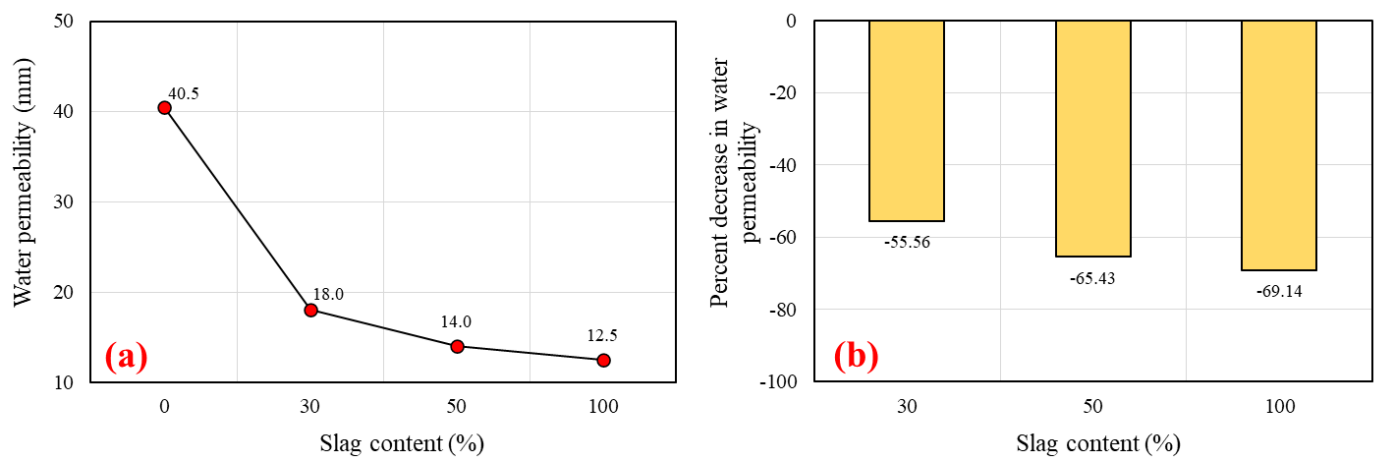 Water permeability (mm)
50
40
30
20
10
40.5
18.0
14.0
12.5
(a)
0 30 50 100
Slag content (%)
Percent decrease in water
permeability
0
-20
-40
-60
-80
-100
-55.56
-65.43
-69.14
(b)
30 50 100
Slag content (%)